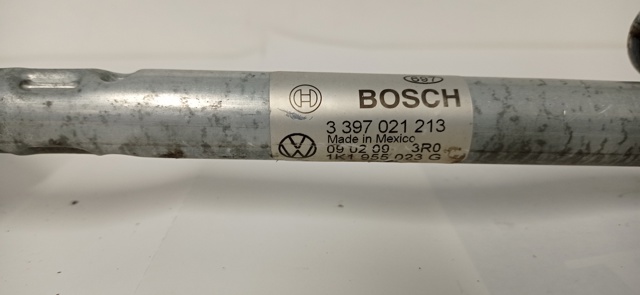 BOSCH
3 397 021 213
Made in Mexico
09 02 09 3R0
1K1 955 023 G